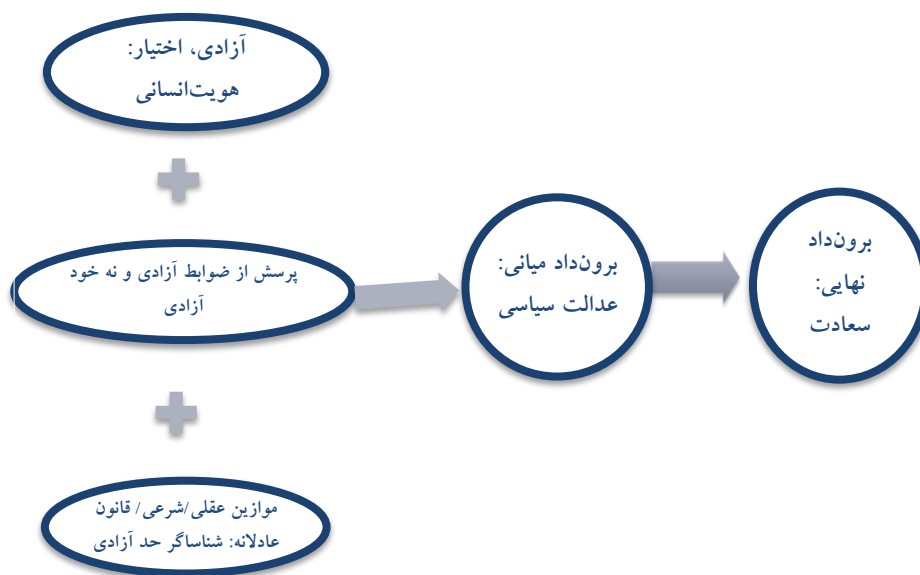 آزادی، اختیار:
هویت‌انسانی
پرسش از ضوابط آزادی و نه خود
آزادی
موازین عقلی/شرعی/ قانون
عادلانه: شناساگر حد آزادی
برون‌داد میانی:
عدالت سیاسی
برون‌داد
نهایی:
سعادت